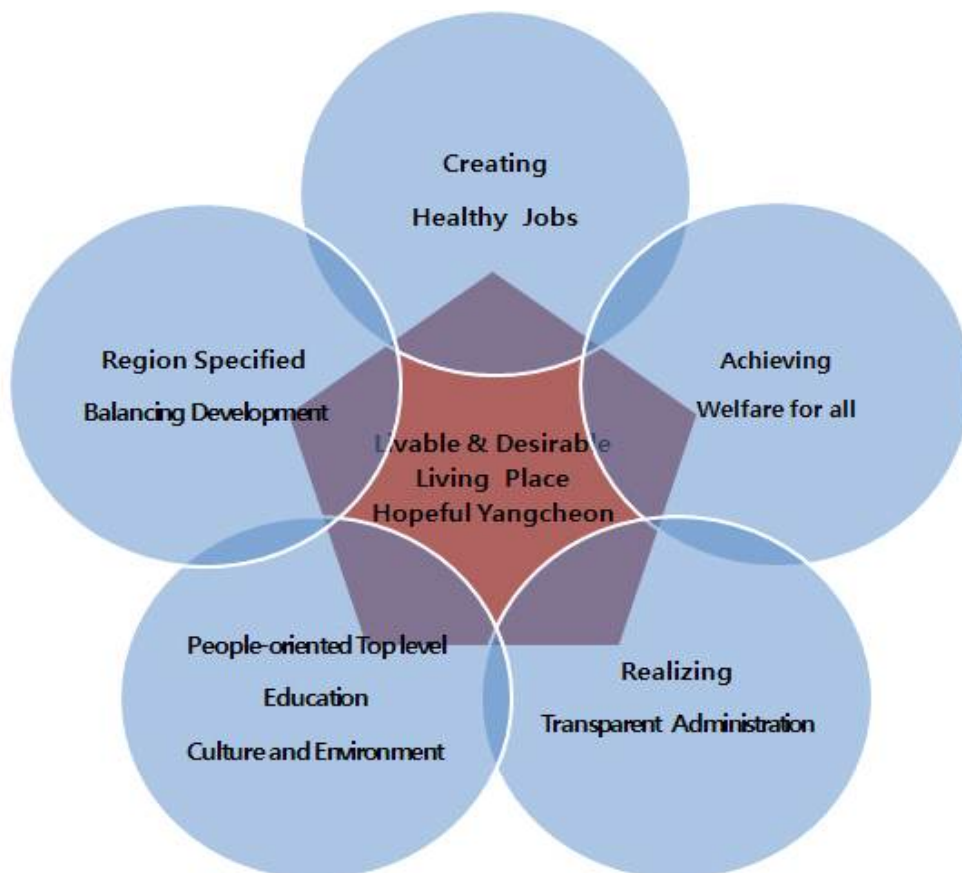 Creating
Healthy Jobs
Region Specified
Balancing Development
Achieving
Welfare for all
Livable & Desirable
Living Place
Hopeful Yangcheon
People-oriented Top level
Education
Culture and Environment
Realizing
Transparent Administration